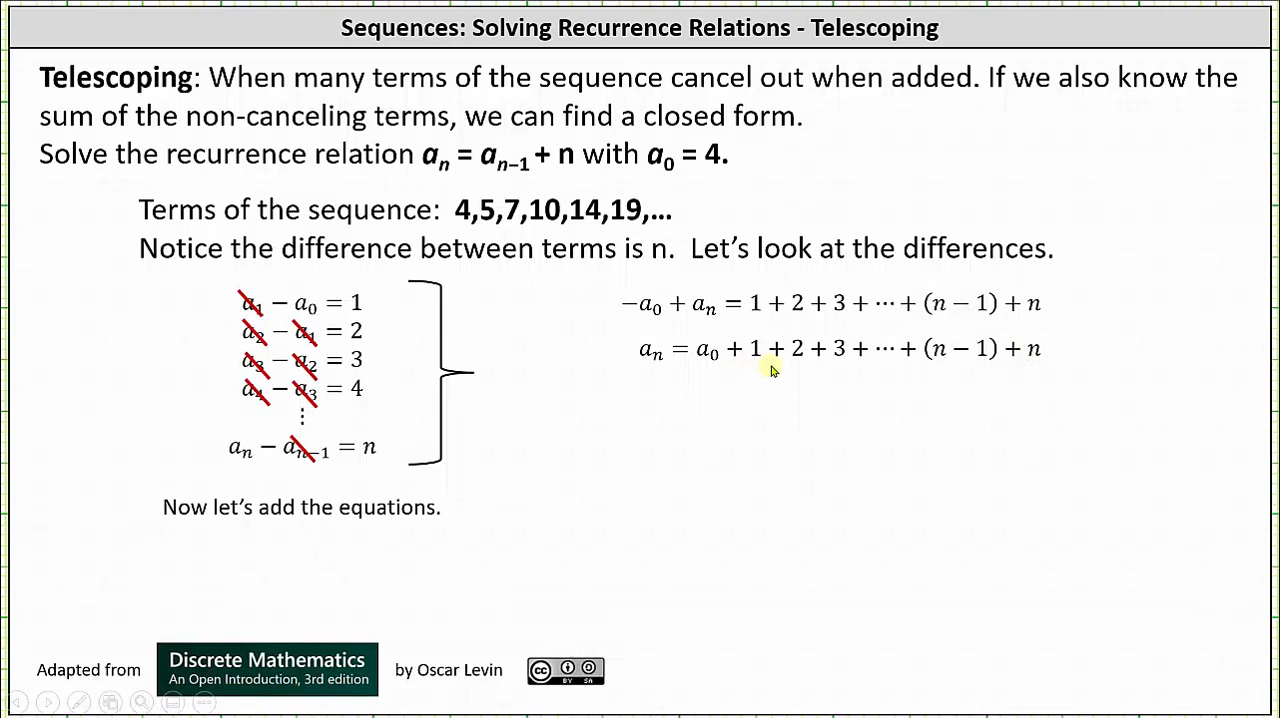 Sequences: Solving Recurrence Relations - Telescoping
Telescoping: When many terms of the sequence cancel out when added. If we also know the
sum of the non-canceling terms, we can find a closed form.
Solve the recurrence relation aₙ = aₙ₋₁ + n with a₀ = 4.
Terms of the sequence: 4,5,7,10,14,19,...
Notice the difference between terms is n. Let's look at the differences.
a₁ − a₀ = 1
a₂ − a₁ = 2
a₃ − a₂ = 3
a₄ − a₃ = 4
⋮
aₙ − aₙ₋₁ = n
Now let's add the equations.
−a₀ + aₙ = 1 + 2 + 3 + ⋯ + (n − 1) + n
aₙ = a₀ + 1 + 2 + 3 + ⋯ + (n − 1) + n
Adapted from
Discrete Mathematics
An Open Introduction, 3rd edition
by Oscar Levin
cc BY SA